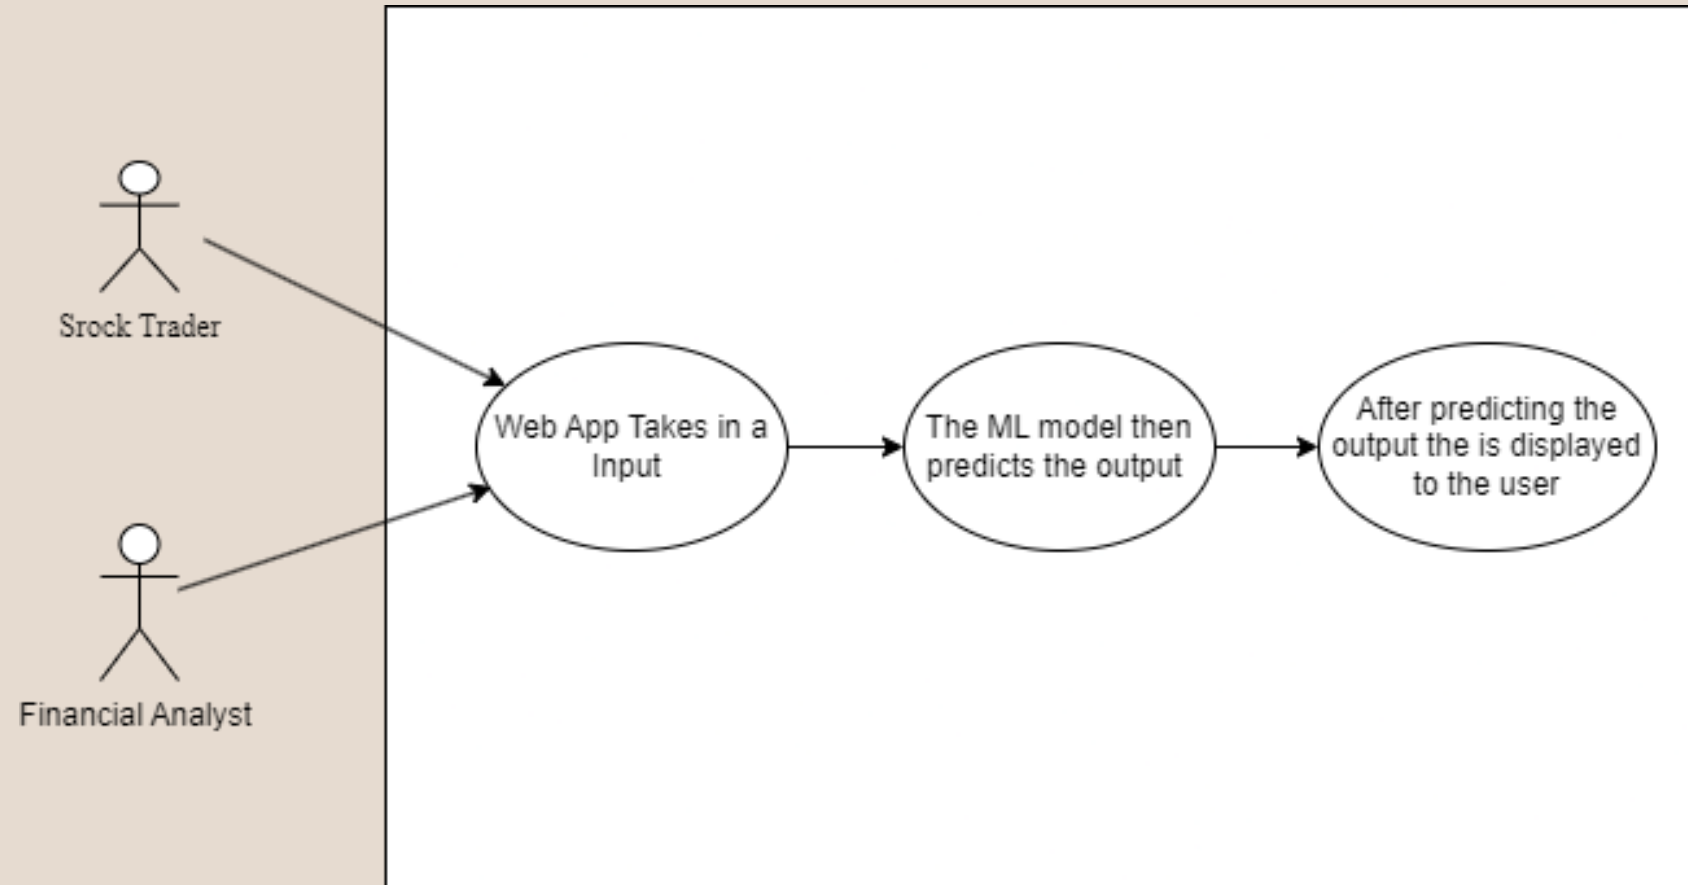 Srock Trader
Web App Takes in a
Input
The ML model then
predicts the output
After predicting the
output the is displayed
to the user
Financial Analyst